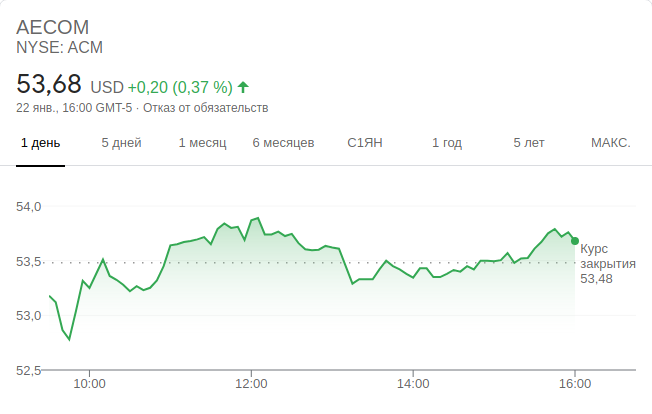 AECOM
NYSE: ACM
53,68 USD +0,20 (0,37 %)
22 янв., 16:00 GMT-5 · Отказ от обязательств
1 день 5 дней 1 месяц 6 месяцев С1ЯН 1 год 5 лет МАКС.
54,0
53,5
53,0
52,5
Курс
закрытия
53,48
10:00 12:00 14:00 16:00